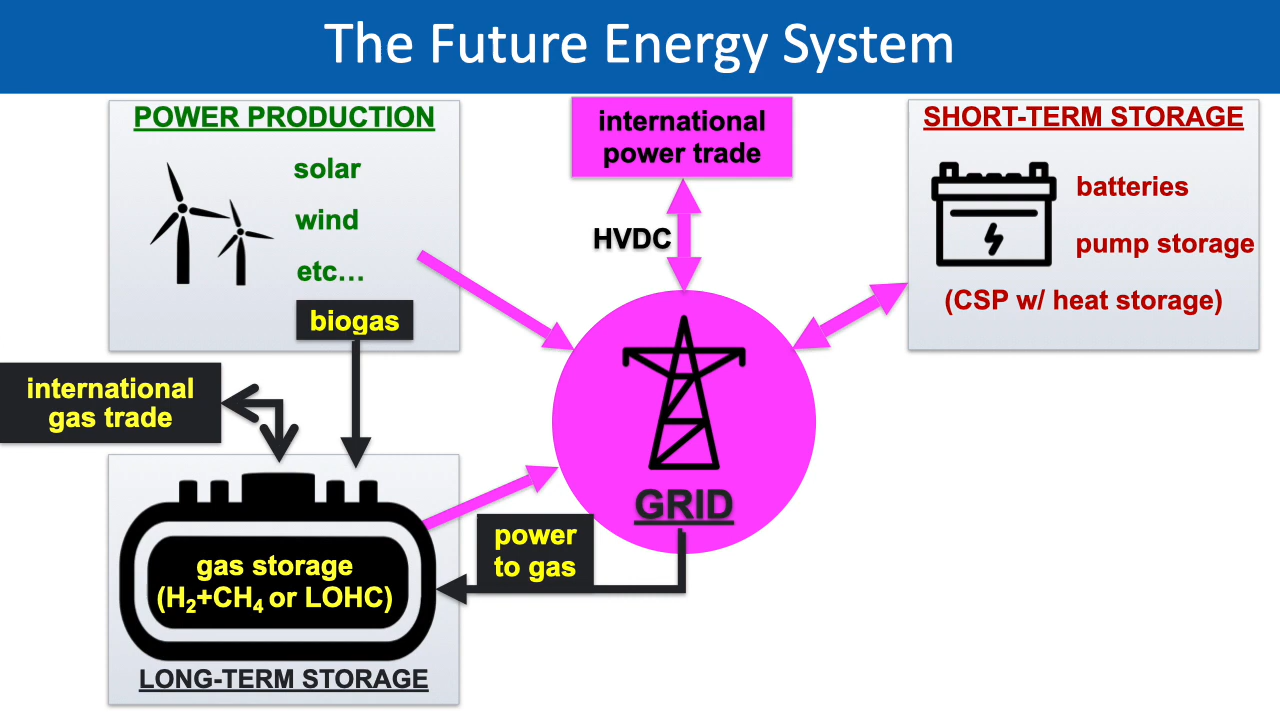 The Future Energy System
POWER PRODUCTION
solar
wind
etc…
biogas
international
power trade
HVDC
SHORT-TERM STORAGE
batteries
pump storage
(CSP w/ heat storage)
international
gas trade
GRID
power
to gas
gas storage
(H₂+CH₄ or LOHC)
LONG-TERM STORAGE